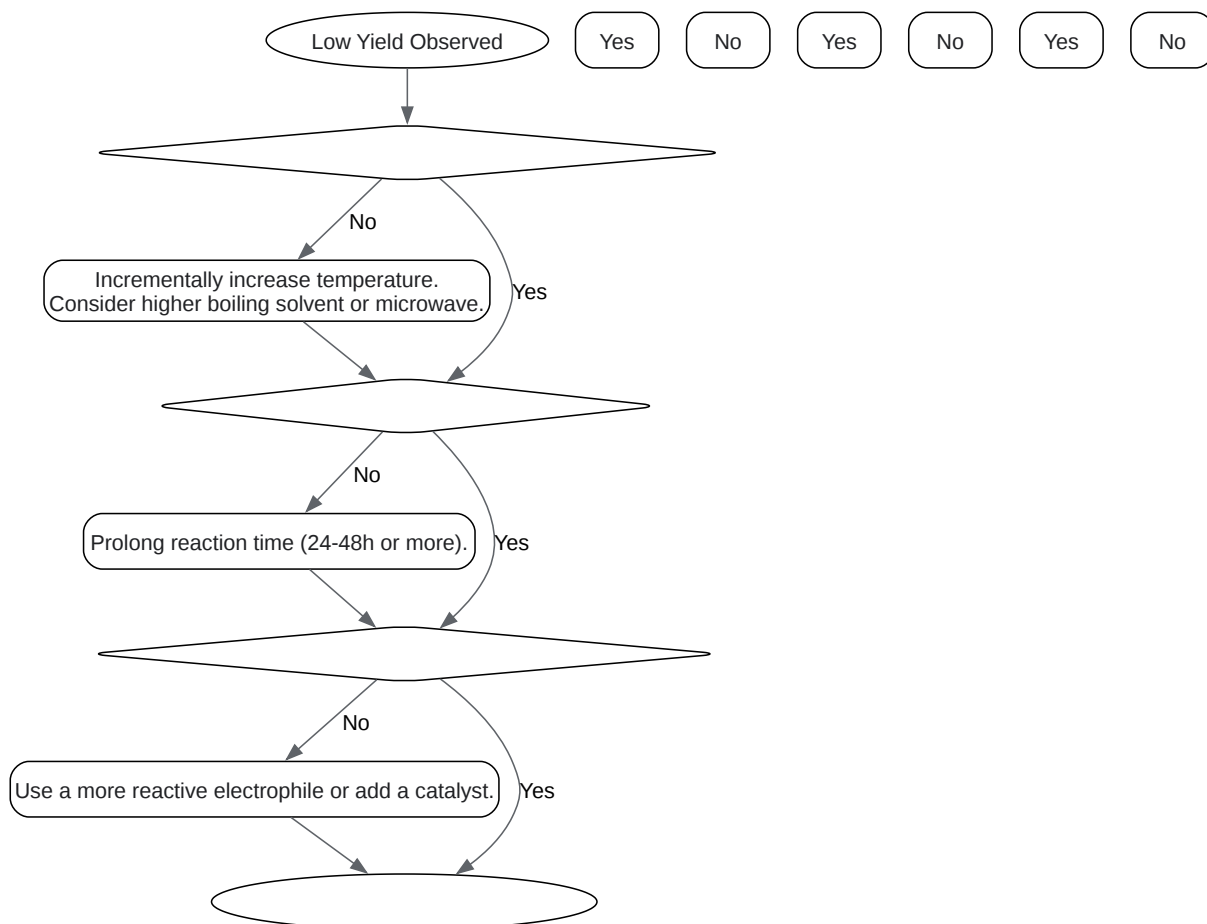 Low Yield Observed
Yes
No
Yes
No
Yes
No
No
Incrementally increase temperature.
Consider higher boiling solvent or microwave.
Yes
No
Prolong reaction time (24-48h or more).
Yes
No
Use a more reactive electrophile or add a catalyst.
Yes